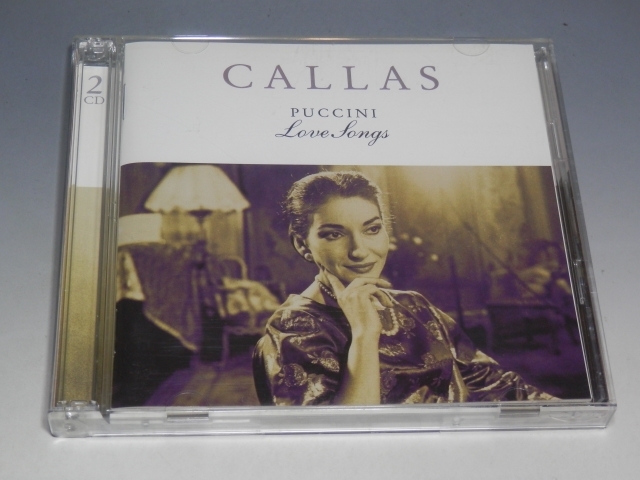 2
CD
CALLAS
PUCCINI
Love Songs